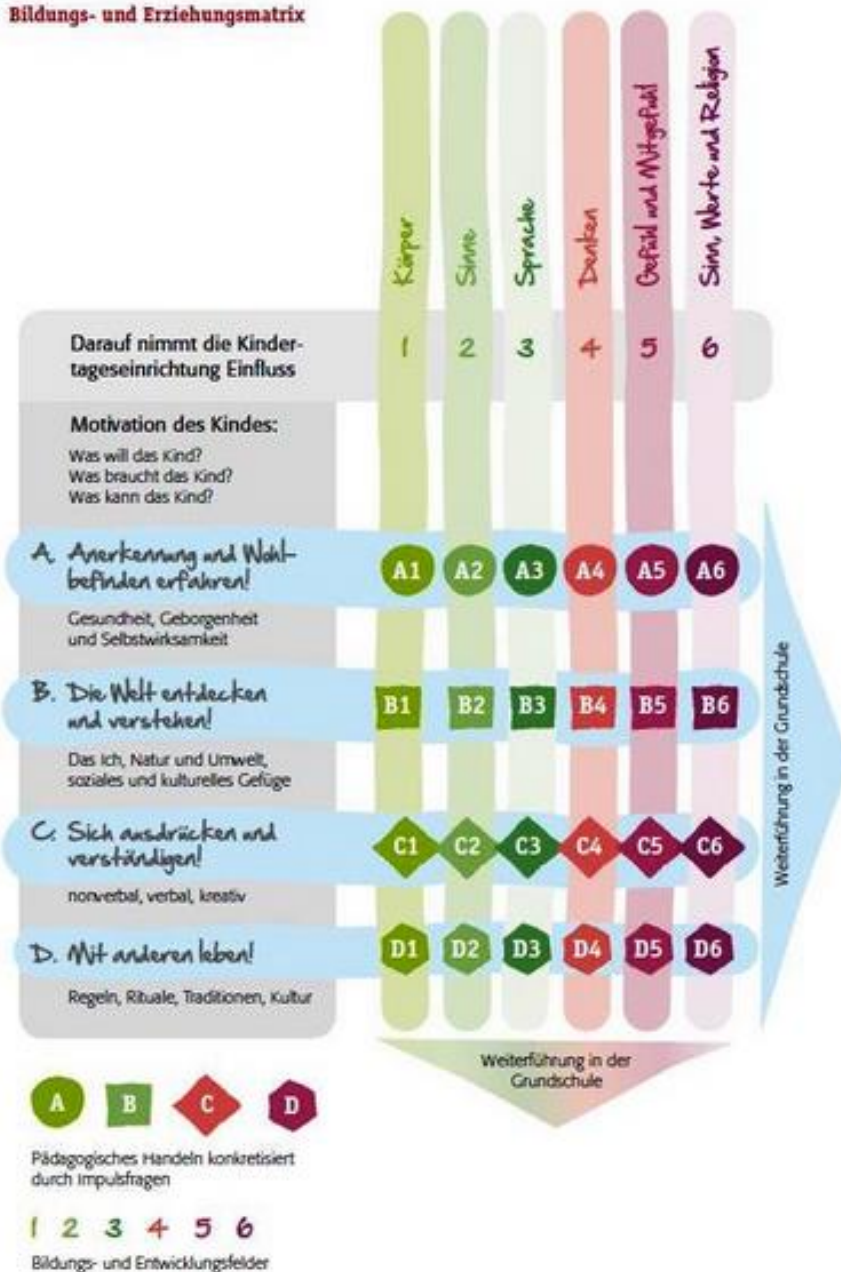 Bildungs- und Erziehungsmatrix
Körper
Sinne
Sprache
Denken
Gefühl und Mitgefühl
Sinn, Werte und Religion
Darauf nimmt die Kinder-
tageseinrichtung Einfluss
1 2 3 4 5 6
Motivation des Kindes:
Was will das Kind?
Was braucht das Kind?
Was kann das Kind?
A. Anerkennung und Wohl-
befinden erfahren!
A1 A2 A3 A4 A5 A6
Gesundheit, Geborgenheit
und Selbstwirksamkeit
B. Die Welt entdecken
und verstehen!
B1 B2 B3 B4 B5 B6
Das Ich, Natur und Umwelt,
soziales und kulturelles Gefüge
C. Sich ausdrücken und
verständigen!
C1 C2 C3 C4 C5 C6
nonverbal, verbal, kreativ
D. Mit anderen leben!
D1 D2 D3 D4 D5 D6
Regeln, Rituale, Traditionen, Kultur
Weiterführung in der Grundschule
Weiterführung in der
Grundschule
A B C D
Pädagogisches Handeln konkretisiert
durch Impulsfragen
1 2 3 4 5 6
Bildungs- und Entwicklungsfelder